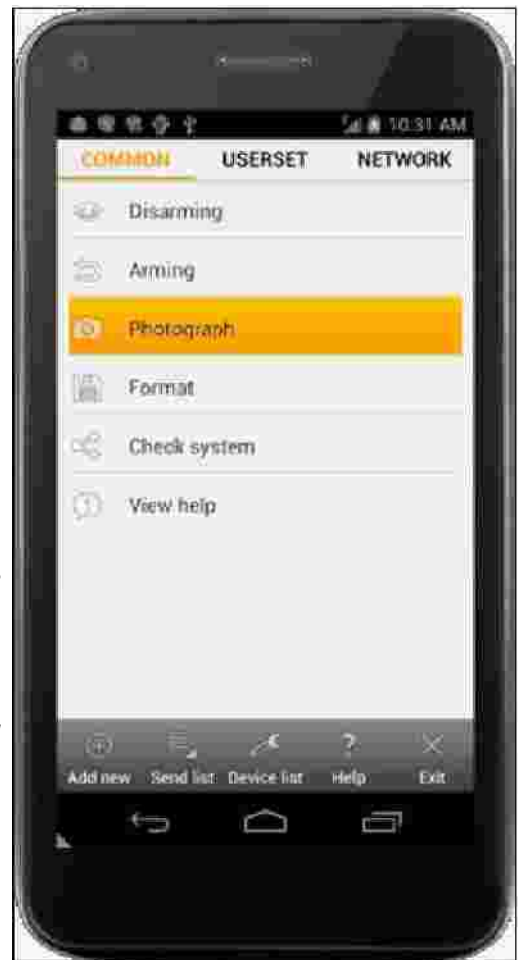 10:31 AM
COMMON USERSET NETWORK
Disarming
Arming
Photograph
Format
Check system
View help
Add new Send list Device list Help Exit